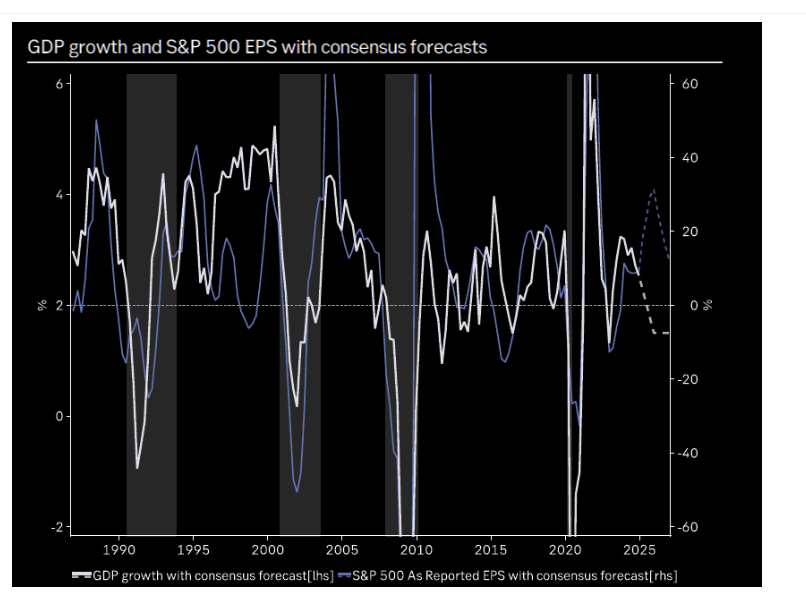 GDP growth and S&P 500 EPS with consensus forecasts
6 60
4 40
20
% 2 0 %
-20
0
-40
-2 -60
1990 1995 2000 2005 2010 2015 2020 2025
GDP growth with consensus forecast[lhs] S&P 500 As Reported EPS with consensus forecast[rhs]